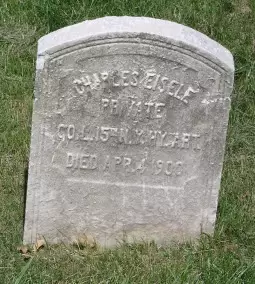 CHARLES EISELE
PRIVATE
CO. L. 15TH N.Y. HY. ART.
DIED APR. 4 1900